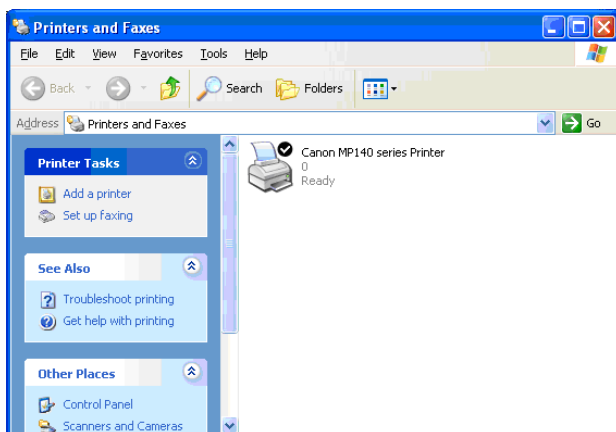 Printers and Faxes
File Edit View Favorites Tools Help
Back Search Folders
Address Printers and Faxes Go
Printer Tasks
Add a printer
Set up faxing
See Also
Troubleshoot printing
Get help with printing
Other Places
Control Panel
Scanners and Cameras
Canon MP140 series Printer
0
Ready